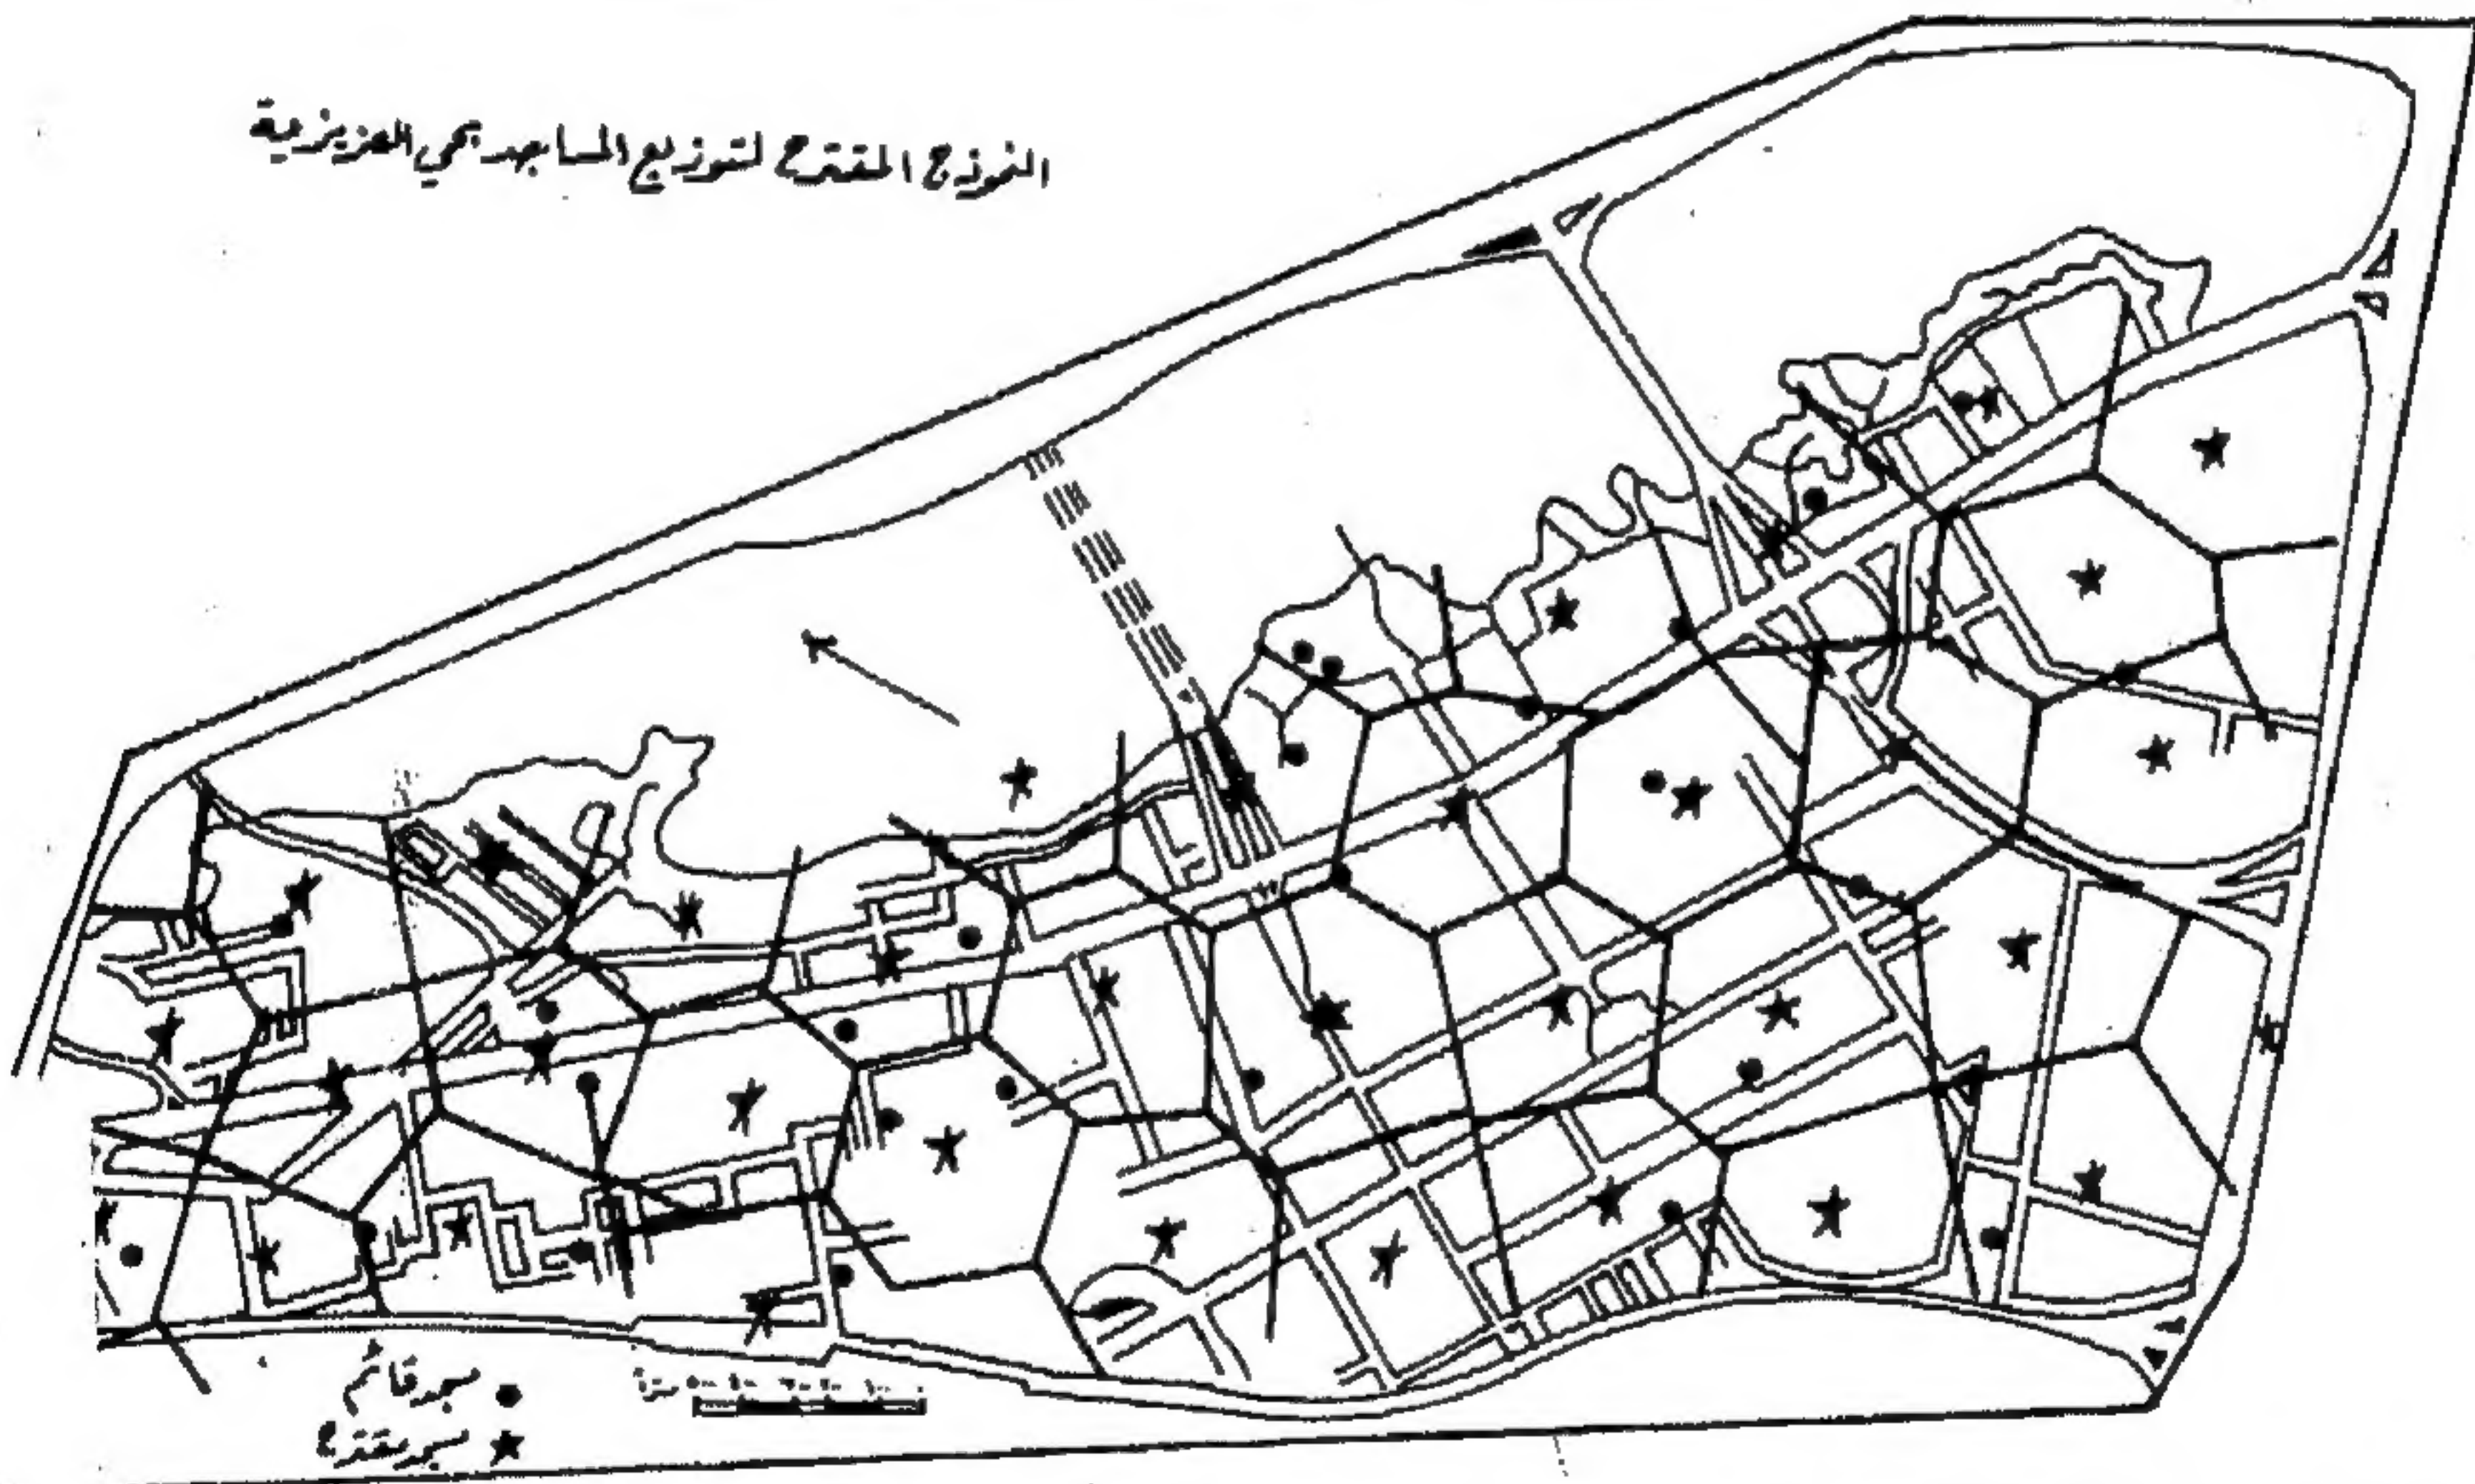 النموذج المقترح لتوزيع المساجد بحي العزيزية
مسجد قائم
مسجد مقترح